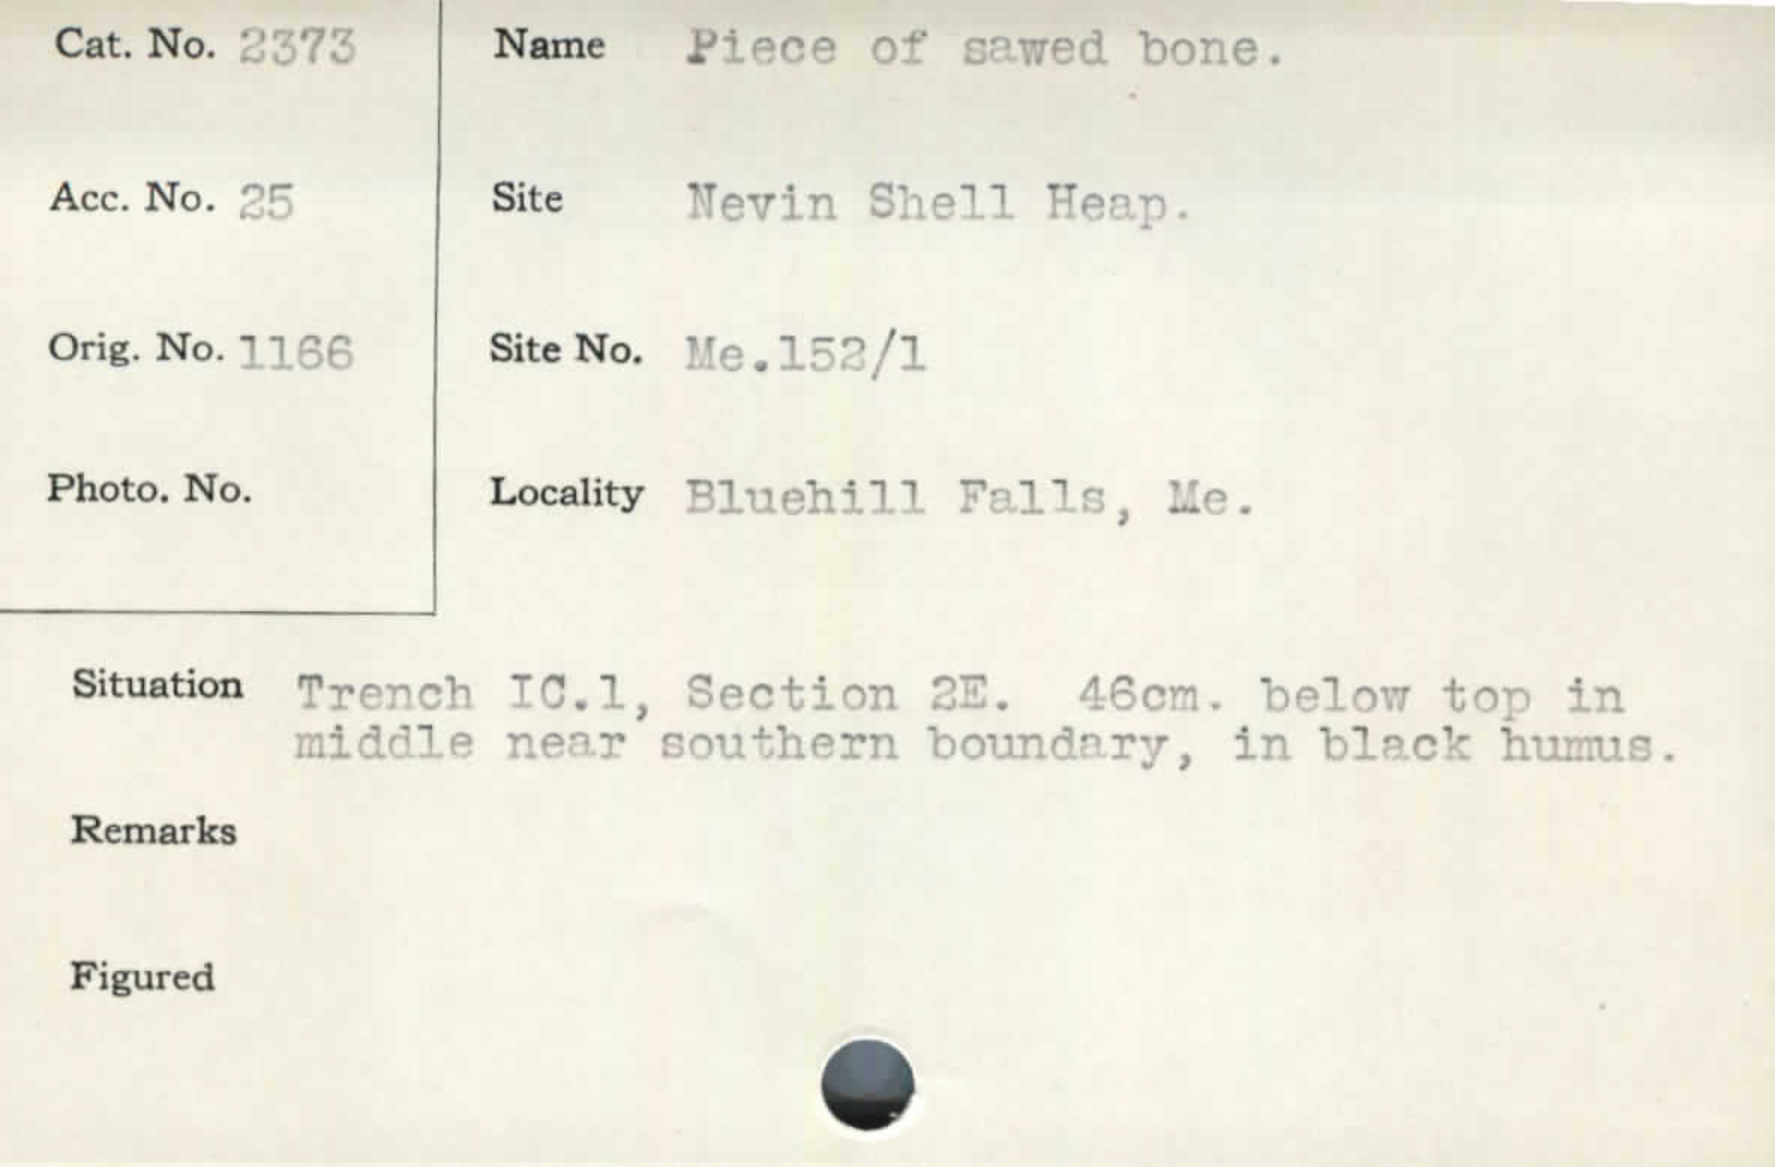 Cat. No. 2373
Name Piece of sawed bone.
Acc. No. 25
Site Nevin Shell Heap.
Orig. No. 1166
Site No. Me.152/1
Photo. No.
Locality Bluehill Falls, Me.
Situation Trench IC.1, Section 2E. 46cm. below top in
middle near southern boundary, in black humus.
Remarks
Figured